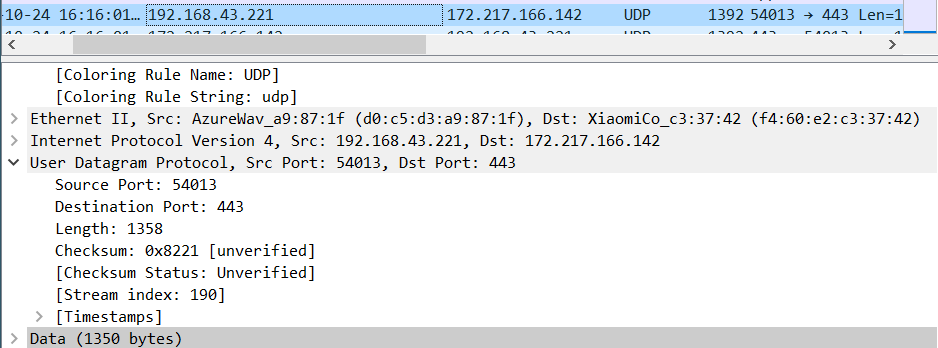 -10-24 16:16:01… 192.168.43.221 172.217.166.142 UDP 1392 54013 → 443 Len=1
[Coloring Rule Name: UDP]
[Coloring Rule String: udp]
Ethernet II, Src: AzureWav_a9:87:1f (d0:c5:d3:a9:87:1f), Dst: XiaomiCo_c3:37:42 (f4:60:e2:c3:37:42)
Internet Protocol Version 4, Src: 192.168.43.221, Dst: 172.217.166.142
User Datagram Protocol, Src Port: 54013, Dst Port: 443
Source Port: 54013
Destination Port: 443
Length: 1358
Checksum: 0x8221 [unverified]
[Checksum Status: Unverified]
[Stream index: 190]
[Timestamps]
Data (1350 bytes)